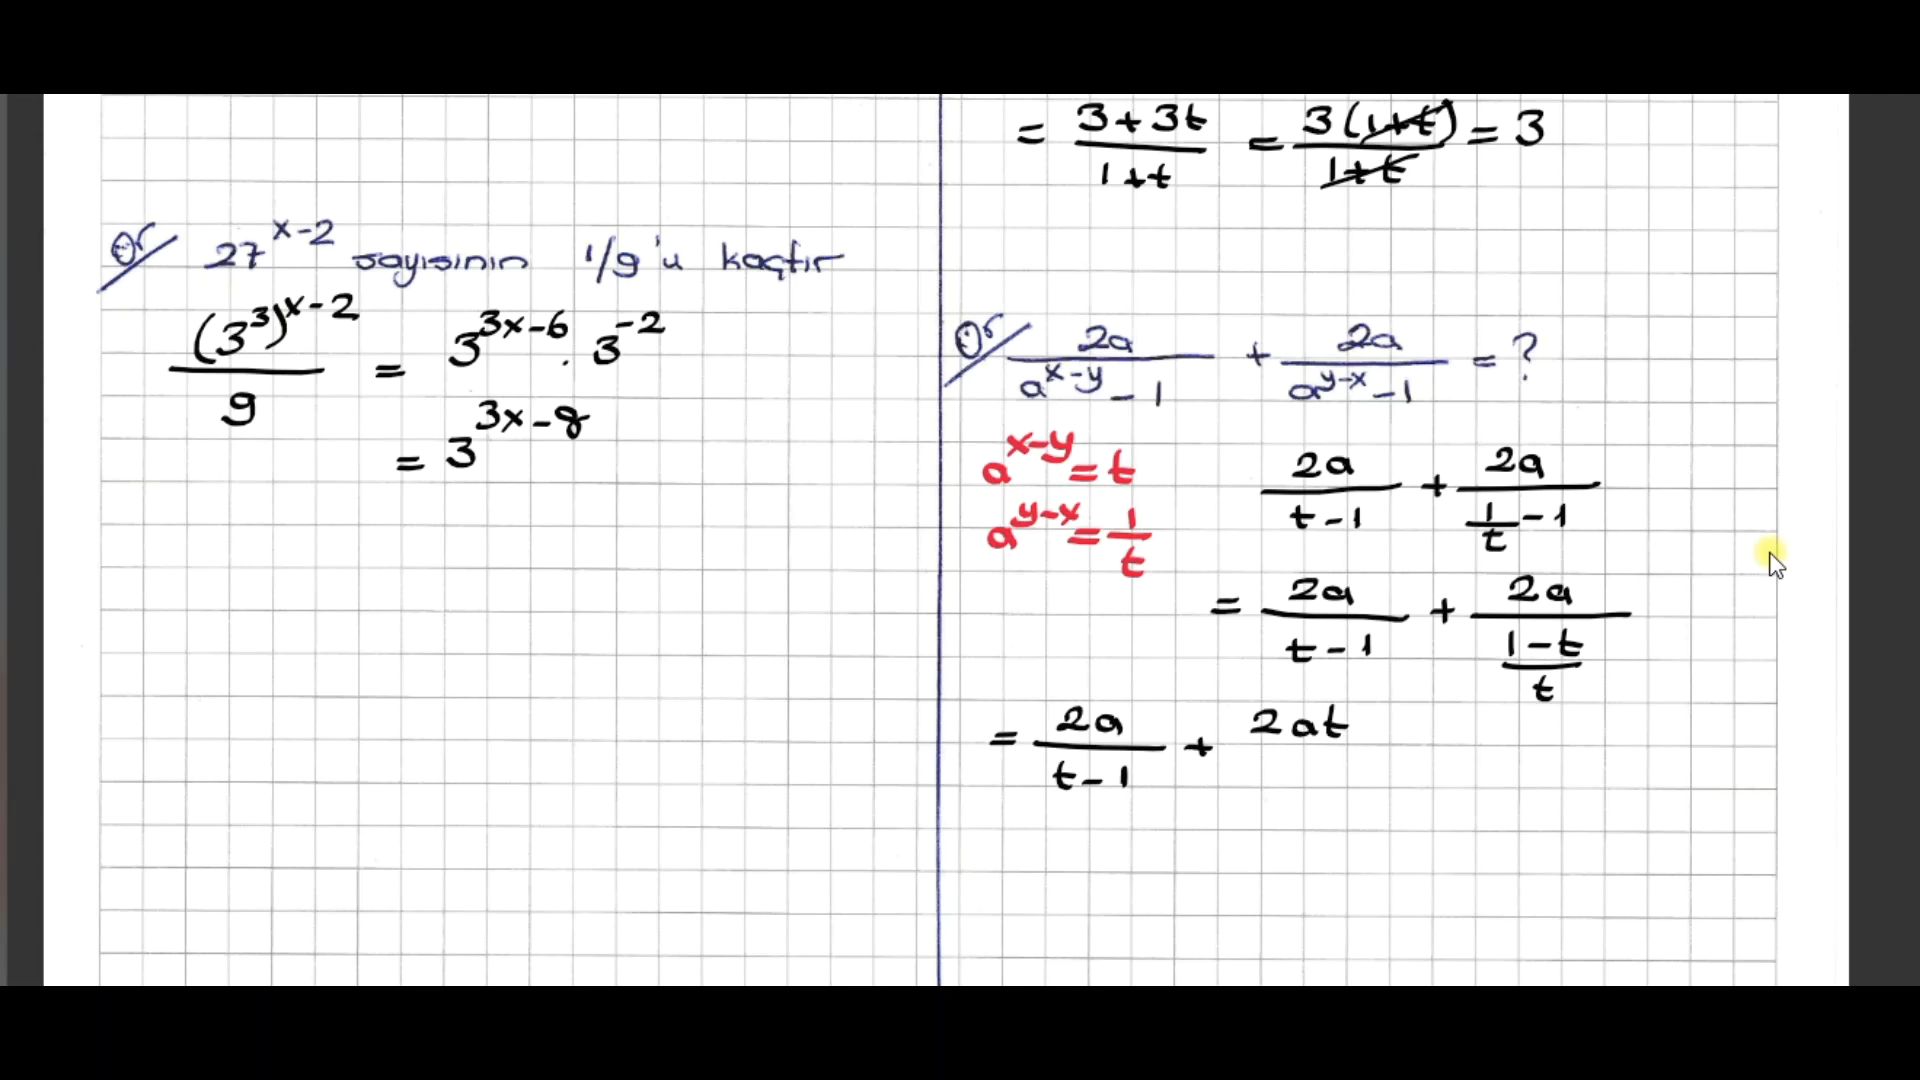 Ör/ 27^(x-2) sayısının 1/9'u kaçtır
(3^3)^(x-2) / 9 = 3^(3x-6) . 3^(-2)
= 3^(3x-8)
= (3+3t)/(1+t) = 3(1+t)/(1+t) = 3
Ör/ 2a/(a^(x-y) - 1) + 2a/(a^(y-x) - 1) = ?
a^(x-y) = t
a^(y-x) = 1/t
2a/(t-1) + 2a/(1/t - 1)
= 2a/(t-1) + 2a/((1-t)/t)
= 2a/(t-1) + 2at